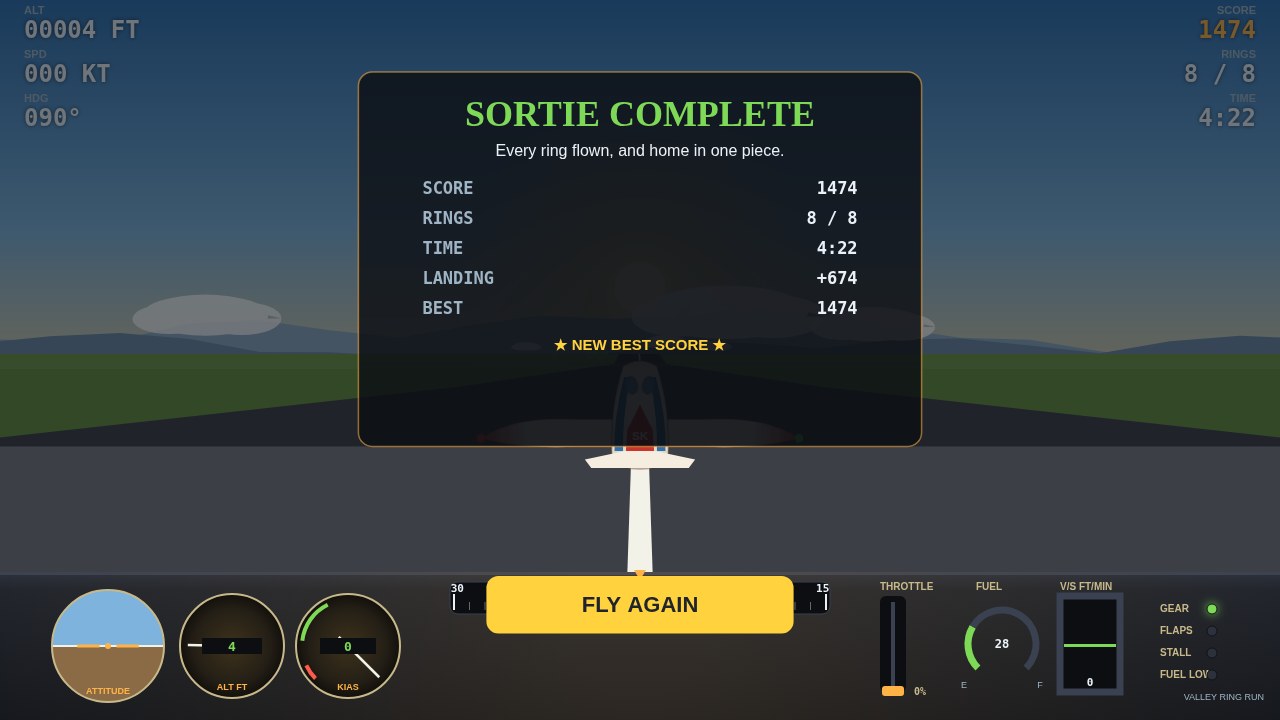 ALT
00004 FT
SPD
000 KT
HDG
090°
SCORE
1474
RINGS
8 / 8
TIME
4:22
SORTIE COMPLETE
Every ring flown, and home in one piece.
SCORE 1474
RINGS 8 / 8
TIME 4:22
LANDING +674
BEST 1474
★ NEW BEST SCORE ★
SK
30 15
FLY AGAIN
ATTITUDE
4
ALT FT
0
KIAS
THROTTLE
0%
FUEL
28
E F
V/S FT/MIN
0
GEAR
FLAPS
STALL
FUEL LOW
VALLEY RING RUN